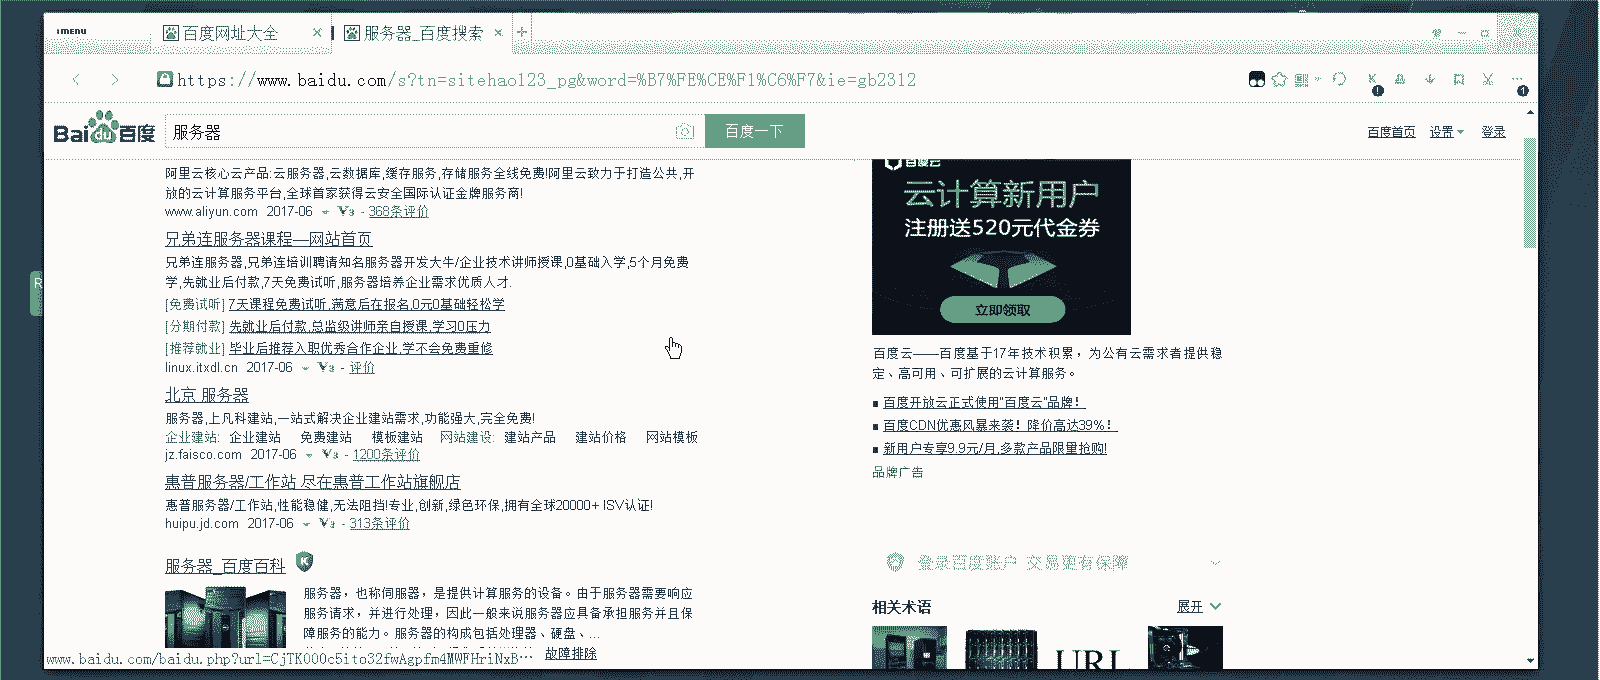 iMENU
百度网址大全
服务器_百度搜索
https://www.baidu.com/s?tn=sitehao123_pg&word=%B7%FE%CE%F1%C6%F7&ie=gb2312
Bai du 百度
服务器
百度一下
百度首页 设置 登录
阿里云核心云产品:云服务器,云数据库,缓存服务,存储服务全线免费!阿里云致力于打造公共,开
放的云计算服务平台,全球首家获得云安全国际认证金牌服务商!
www.aliyun.com 2017-06 V3 - 368条评价
兄弟连服务器课程—网站首页
兄弟连服务器,兄弟连培训聘请知名服务器开发大牛/企业技术讲师授课,0基础入学,5个月免费
学,先就业后付款,7天免费试听,服务器培养企业需求优质人才.
[免费试听] 7天课程免费试听,满意后在报名,0元0基础轻松学
[分期付款] 先就业后付款,总监级讲师亲自授课,学习0压力
[推荐就业] 毕业后推荐入职优秀合作企业,学不会免费重修
linux.itxdl.cn 2017-06 V3 - 评价
北京 服务器
服务器,上凡科建站,一站式解决企业建站需求,功能强大,完全免费!
企业建站: 企业建站 免费建站 模板建站 网站建设: 建站产品 建站价格 网站模板
jz.faisco.com 2017-06 V3 - 1200条评价
惠普服务器/工作站 尽在惠普工作站旗舰店
惠普服务器/工作站,性能稳健,无法阻挡!专业,创新,绿色环保,拥有全球20000+ ISV认证!
huipu.jd.com 2017-06 V3 - 313条评价
服务器_百度百科
服务器，也称伺服器，是提供计算服务的设备。由于服务器需要响应
服务请求，并进行处理，因此一般来说服务器应具备承担服务并且保
障服务的能力。服务器的构成包括处理器、硬盘、...
故障排除
www.baidu.com/baidu.php?url=CjTK000c5ito32fwAgpfm4MWFHriNxB…
百度云
云计算新用户
注册送520元代金券
立即领取
百度云——百度基于17年技术积累，为公有云需求者提供稳
定、高可用、可扩展的云计算服务。
百度开放云正式使用"百度云"品牌！
百度CDN优惠风暴来袭！降价高达39%！
新用户专享9.9元/月,多款产品限量抢购!
品牌广告
登录百度账户 交易更有保障
相关术语
展开
URL